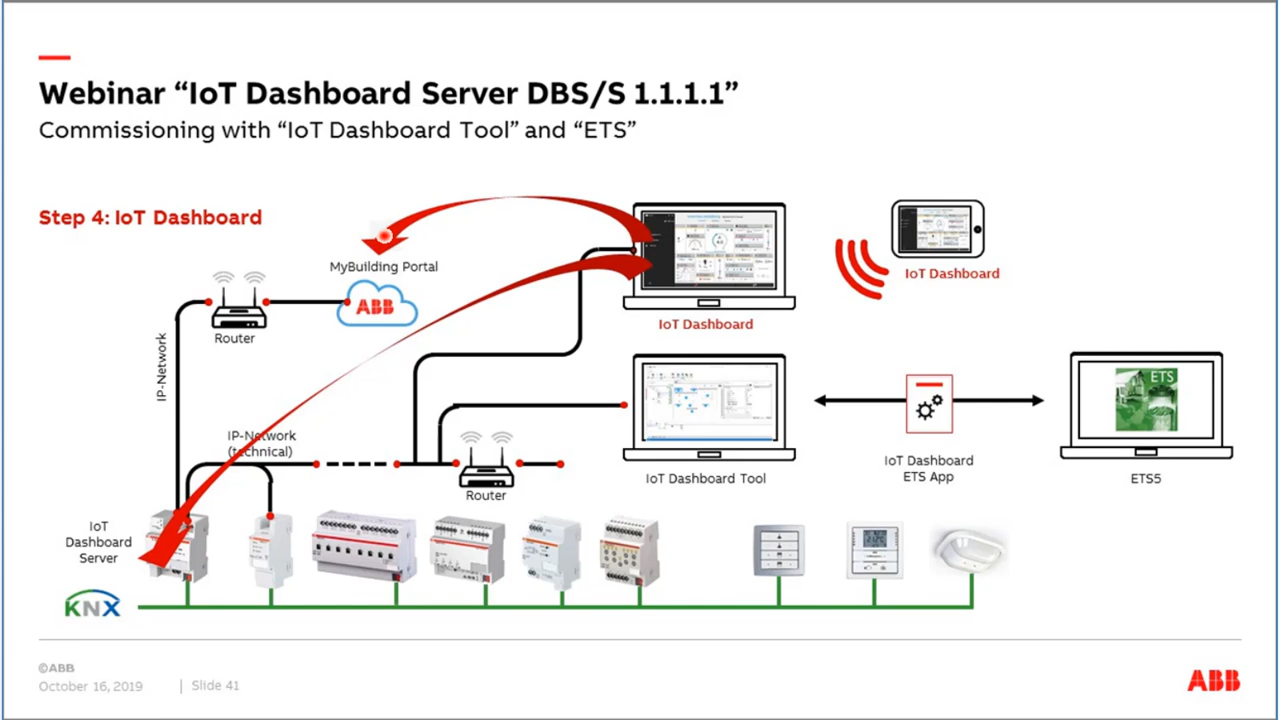 Webinar “IoT Dashboard Server DBS/S 1.1.1.1”
Commissioning with “IoT Dashboard Tool” and “ETS”
Step 4: IoT Dashboard
MyBuilding Portal
ABB
Router
IP-Network
IoT Dashboard
IoT Dashboard
IP-Network
(technical)
Router
IoT Dashboard Tool
IoT Dashboard
ETS App
ETS
ETS5
IoT
Dashboard
Server
KNX
©ABB
October 16, 2019
| Slide 41
ABB